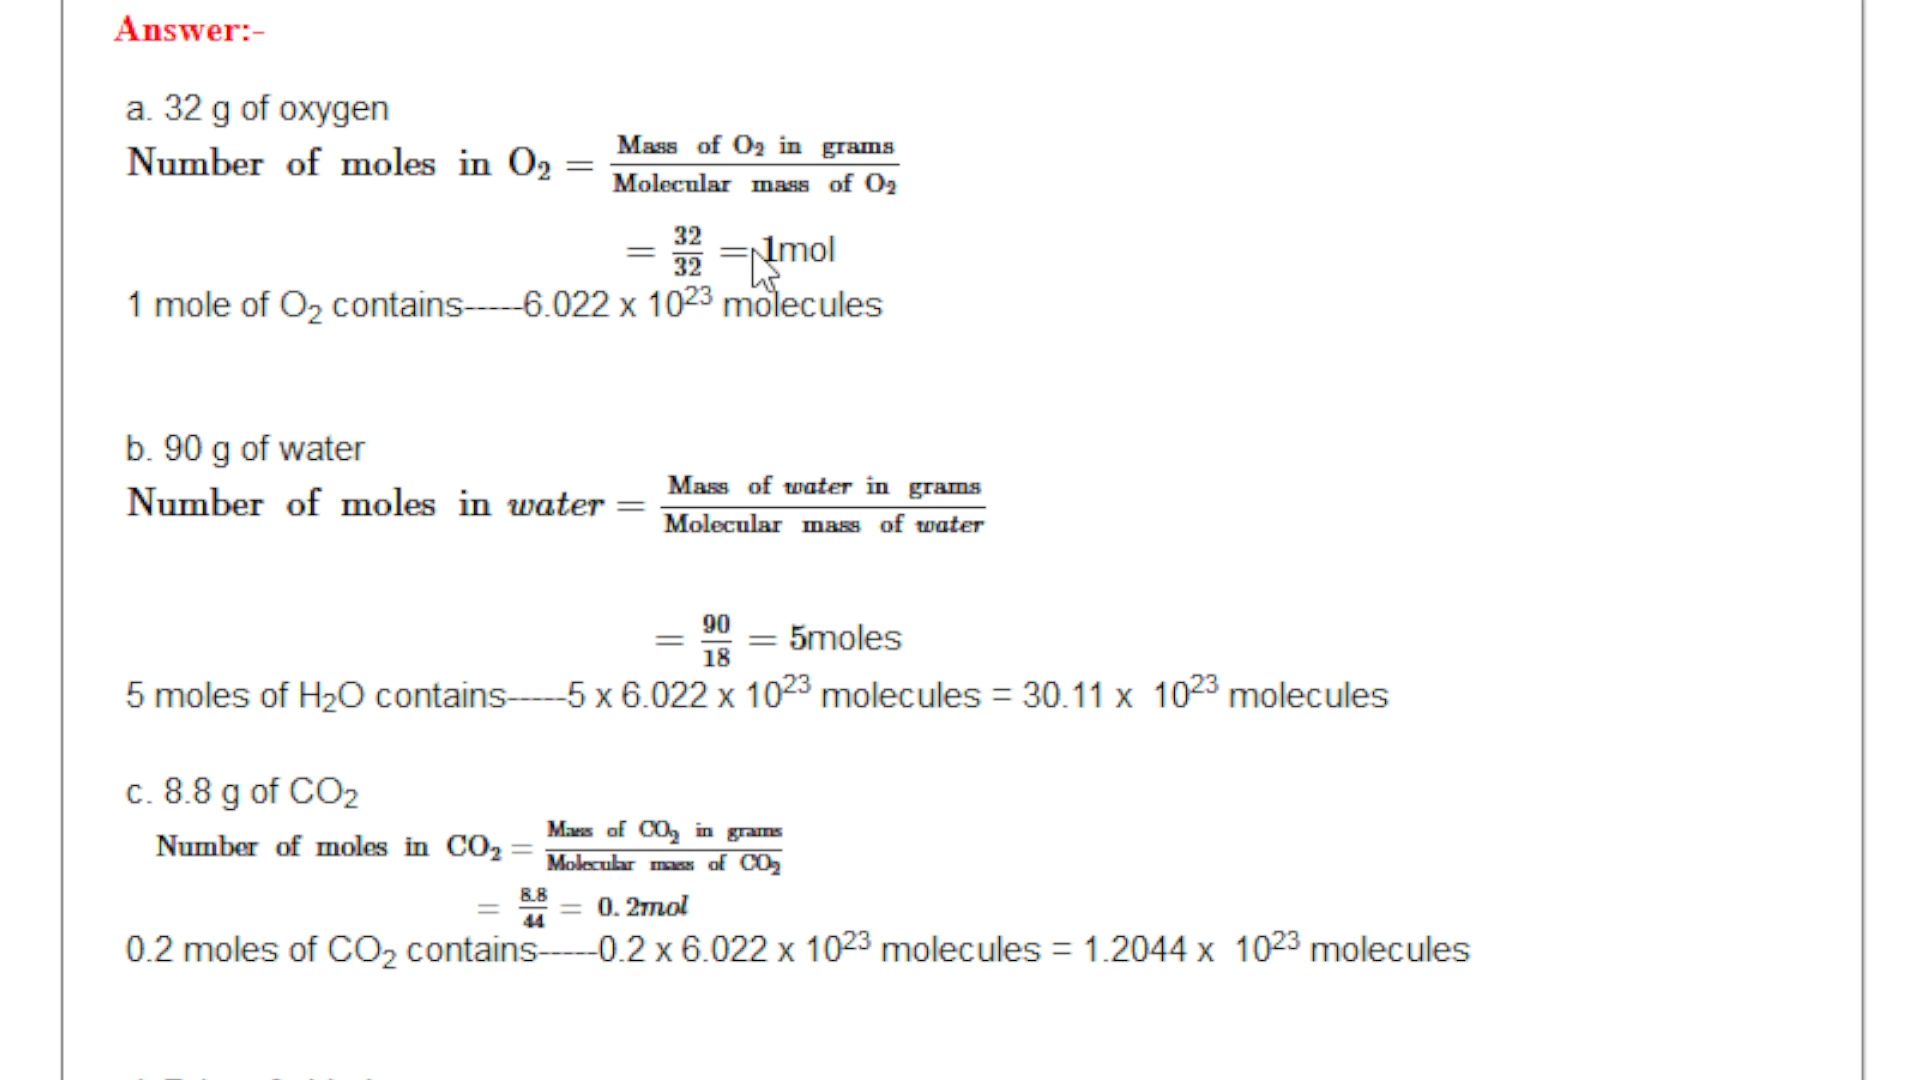 Answer:-
a. 32 g of oxygen
Number of moles in O₂ = Mass of O₂ in grams / Molecular mass of O₂
= 32/32 = 1mol
1 mole of O₂ contains-----6.022 x 10²³ molecules
b. 90 g of water
Number of moles in water = Mass of water in grams / Molecular mass of water
= 90/18 = 5moles
5 moles of H₂O contains-----5 x 6.022 x 10²³ molecules = 30.11 x 10²³ molecules
c. 8.8 g of CO₂
Number of moles in CO₂ = Mass of CO₂ in grams / Molecular mass of CO₂
= 8.8/44 = 0.2mol
0.2 moles of CO₂ contains-----0.2 x 6.022 x 10²³ molecules = 1.2044 x 10²³ molecules